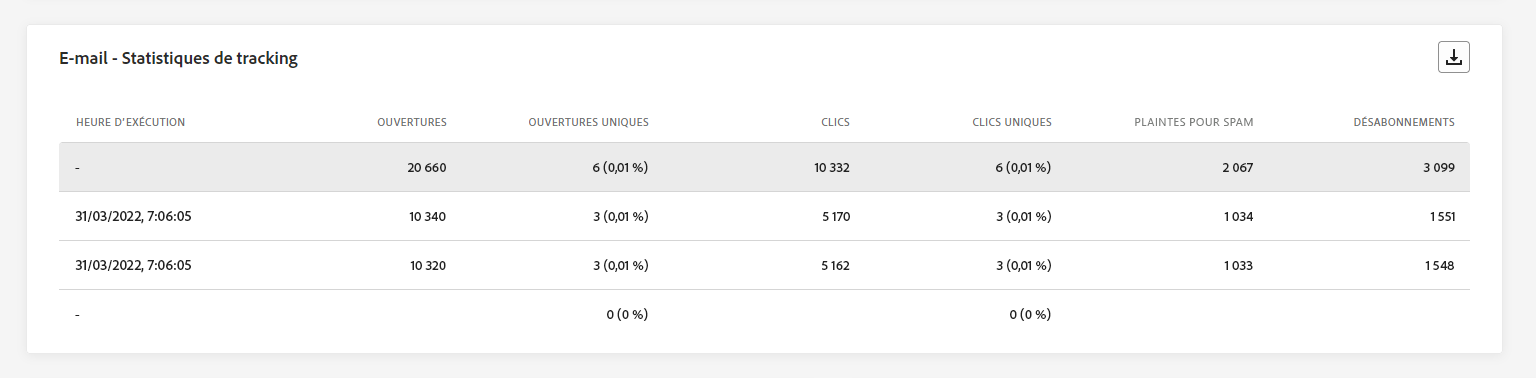 E-mail - Statistiques de tracking
HEURE D'EXÉCUTION OUVERTURES OUVERTURES UNIQUES CLICS CLICS UNIQUES PLAINTES POUR SPAM DÉSABONNEMENTS
- 20 660 6 (0,01 %) 10 332 6 (0,01 %) 2 067 3 099
31/03/2022, 7:06:05 10 340 3 (0,01 %) 5 170 3 (0,01 %) 1 034 1 551
31/03/2022, 7:06:05 10 320 3 (0,01 %) 5 162 3 (0,01 %) 1 033 1 548
- 0 (0 %) 0 (0 %)